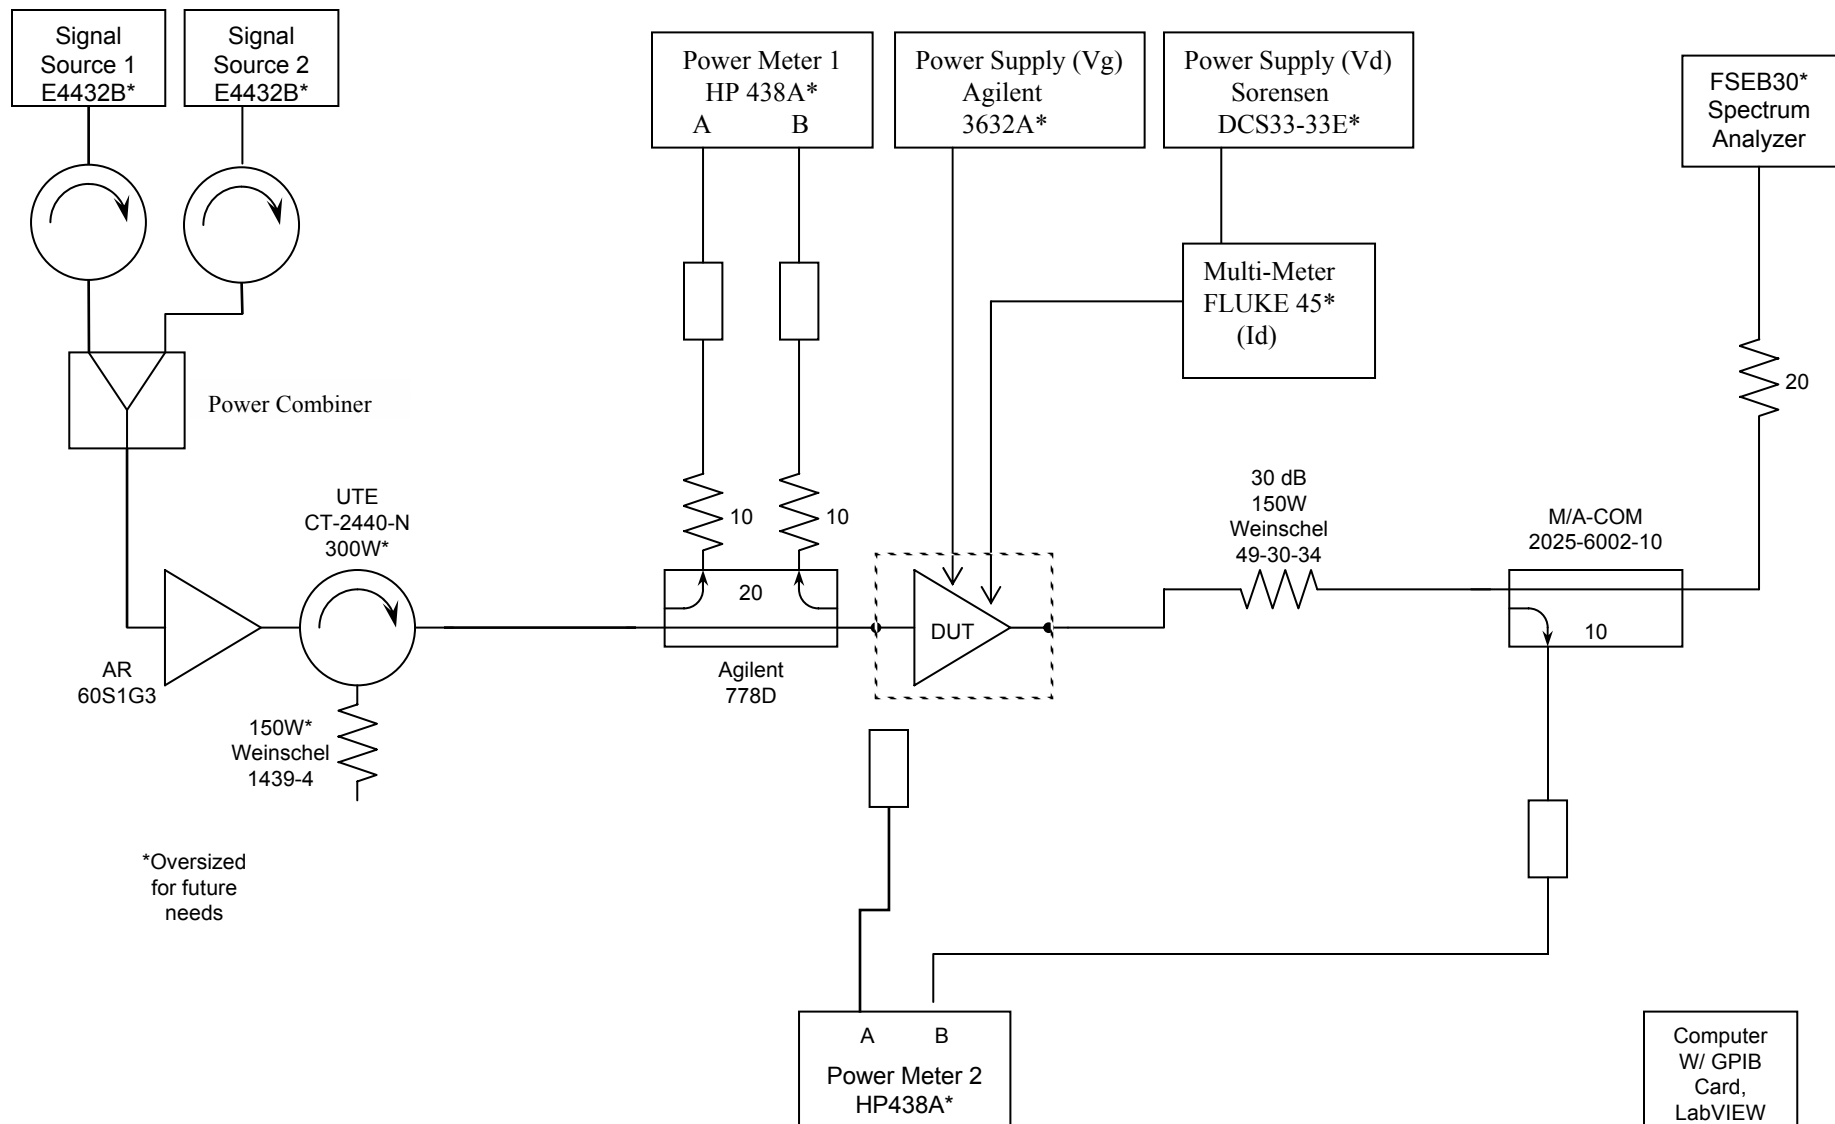 Signal
Source 1
E4432B*
Signal
Source 2
E4432B*
Power Meter 1
HP 438A*
A B
Power Supply (Vg)
Agilent
3632A*
Power Supply (Vd)
Sorensen
DCS33-33E*
FSEB30*
Spectrum
Analyzer
Multi-Meter
FLUKE 45*
(Id)
20
Power Combiner
UTE
CT-2440-N
300W*
10
10
30 dB
150W
Weinschel
49-30-34
M/A-COM
2025-6002-10
20
DUT
10
AR
60S1G3
Agilent
778D
150W*
Weinschel
1439-4
*Oversized
for future
needs
A B
Power Meter 2
HP438A*
Computer
W/ GPIB
Card,
LabVIEW